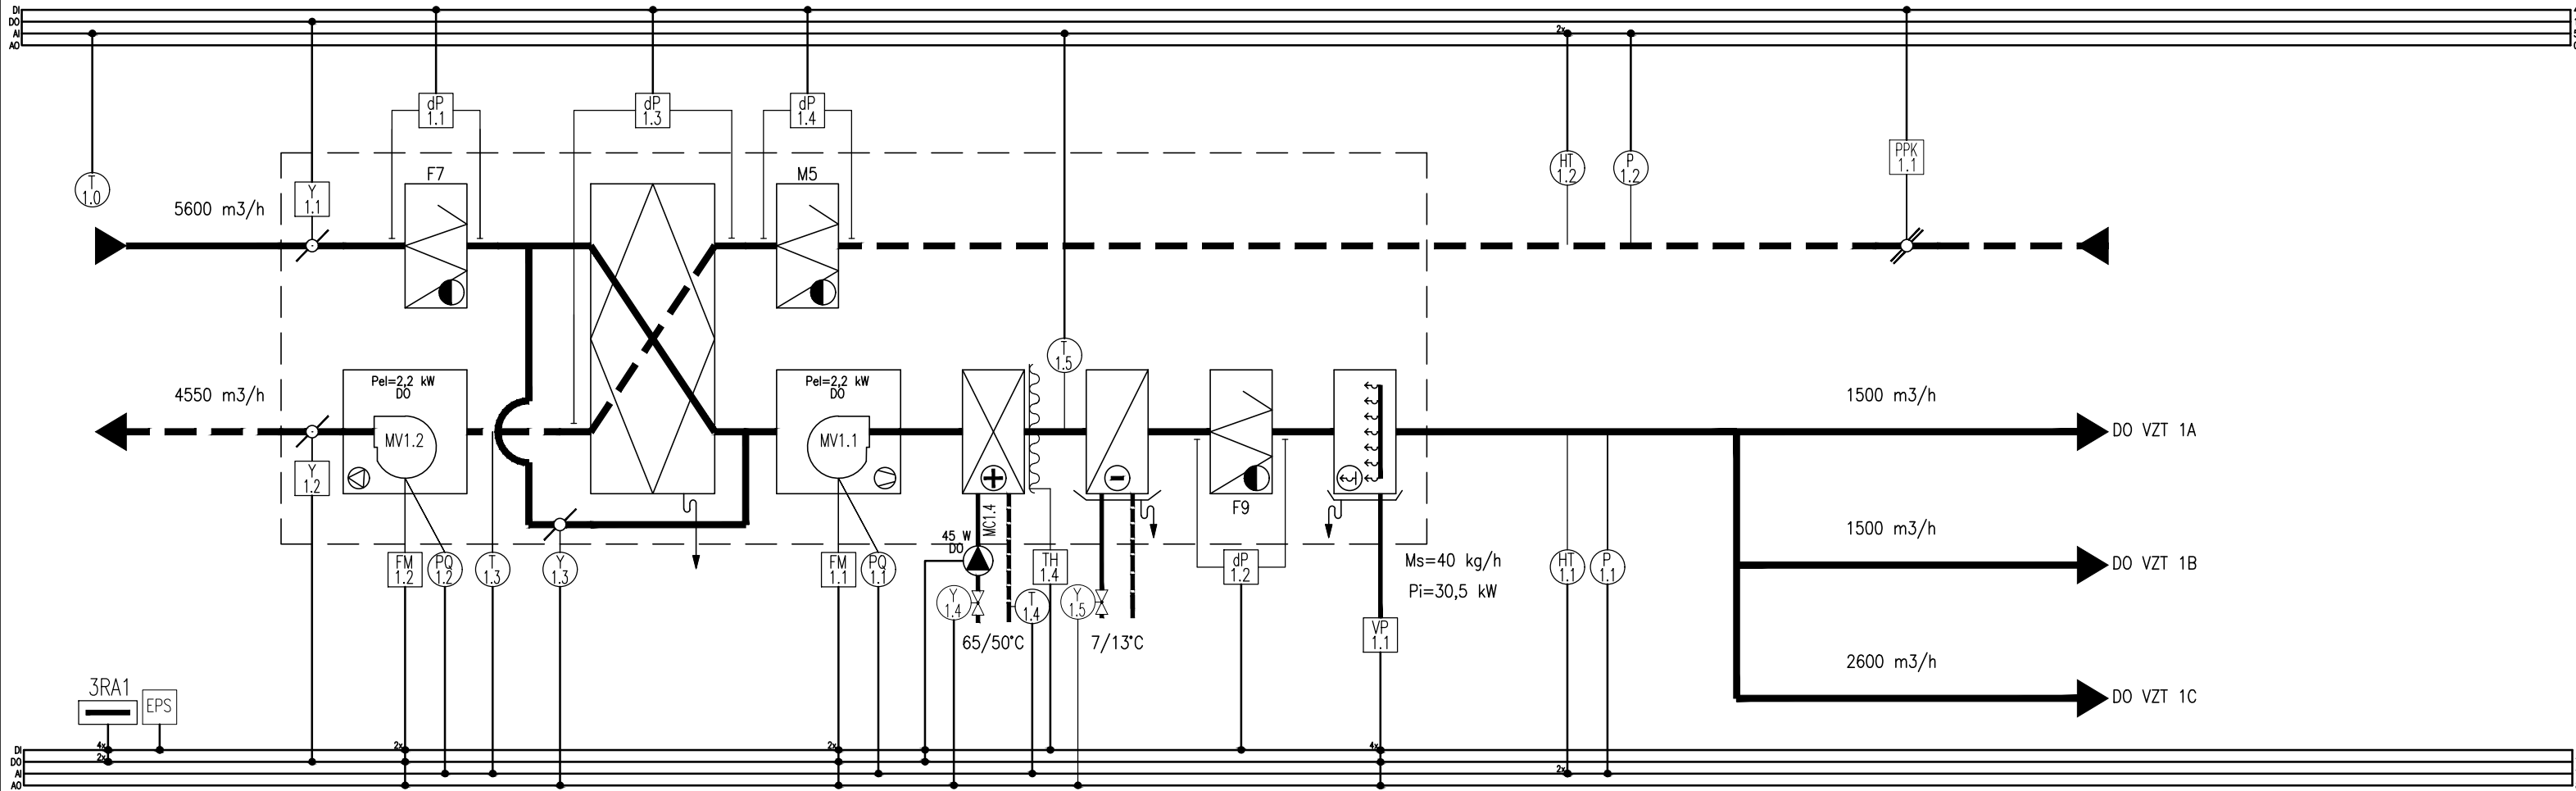 DI
DO
AI
AO
2x
dP
1.1
dP
1.3
dP
1.4
T
1.0
Y
1.1
F7
M5
HT
1.2
P
1.2
PPK
1.1
5600 m3/h
T
1.5
4550 m3/h
Pel=2,2 kW
DO
MV1.2
Pel=2,2 kW
DO
MV1.1
1500 m3/h
DO VZT 1A
Y
1.2
F9
MC1.4
45 W
DO
1500 m3/h
DO VZT 1B
FM
1.2
PQ
1.2
T
1.3
Y
1.3
FM
1.1
PQ
1.1
TH
1.4
dP
1.2
Ms=40 kg/h
Pi=30,5 kW
HT
1.1
P
1.1
Y
1.4
T
1.4
Y
1.5
65/50°C
7/13°C
VP
1.1
2600 m3/h
DO VZT 1C
3RA1
EPS
4x
2x
2x
2x
4x
2x
DI
DO
AI
AO